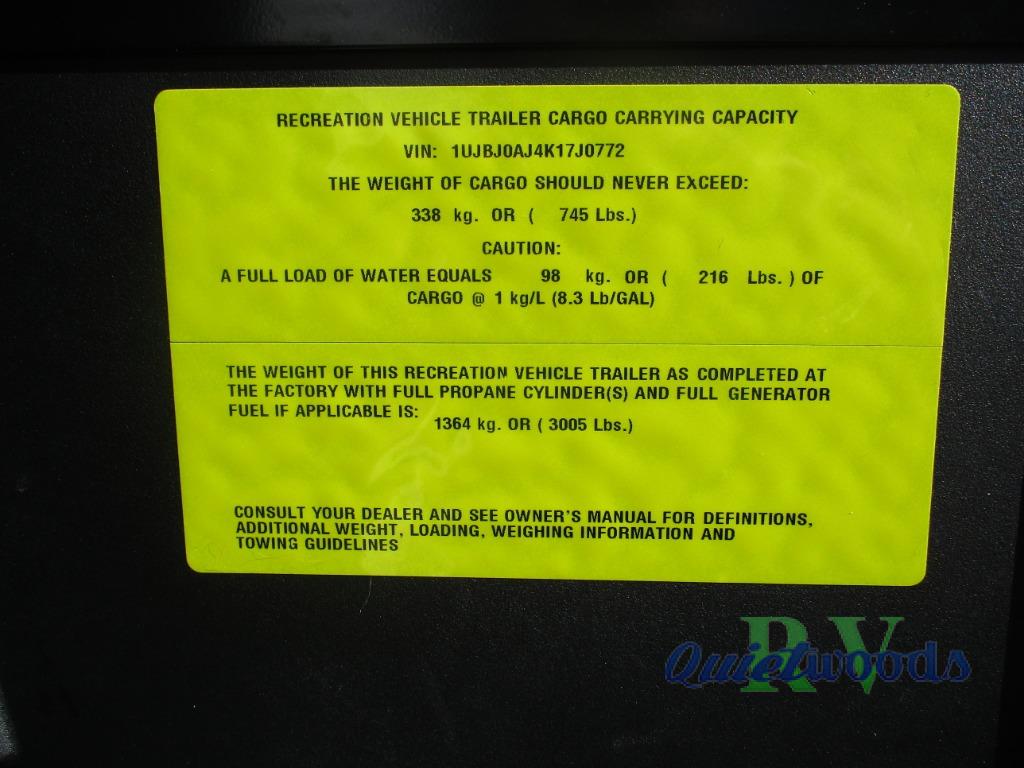 RECREATION VEHICLE TRAILER CARGO CARRYING CAPACITY
VIN: 1UJBJ0AJ4K17J0772
THE WEIGHT OF CARGO SHOULD NEVER EXCEED:
338 kg. OR ( 745 Lbs.)
CAUTION:
A FULL LOAD OF WATER EQUALS 98 kg. OR ( 216 Lbs. ) OF
CARGO @ 1 kg/L (8.3 Lb/GAL)
THE WEIGHT OF THIS RECREATION VEHICLE TRAILER AS COMPLETED AT
THE FACTORY WITH FULL PROPANE CYLINDER(S) AND FULL GENERATOR
FUEL IF APPLICABLE IS:
1364 kg. OR ( 3005 Lbs.)
CONSULT YOUR DEALER AND SEE OWNER'S MANUAL FOR DEFINITIONS,
ADDITIONAL WEIGHT, LOADING, WEIGHING INFORMATION AND
TOWING GUIDELINES
Quietwoods RV